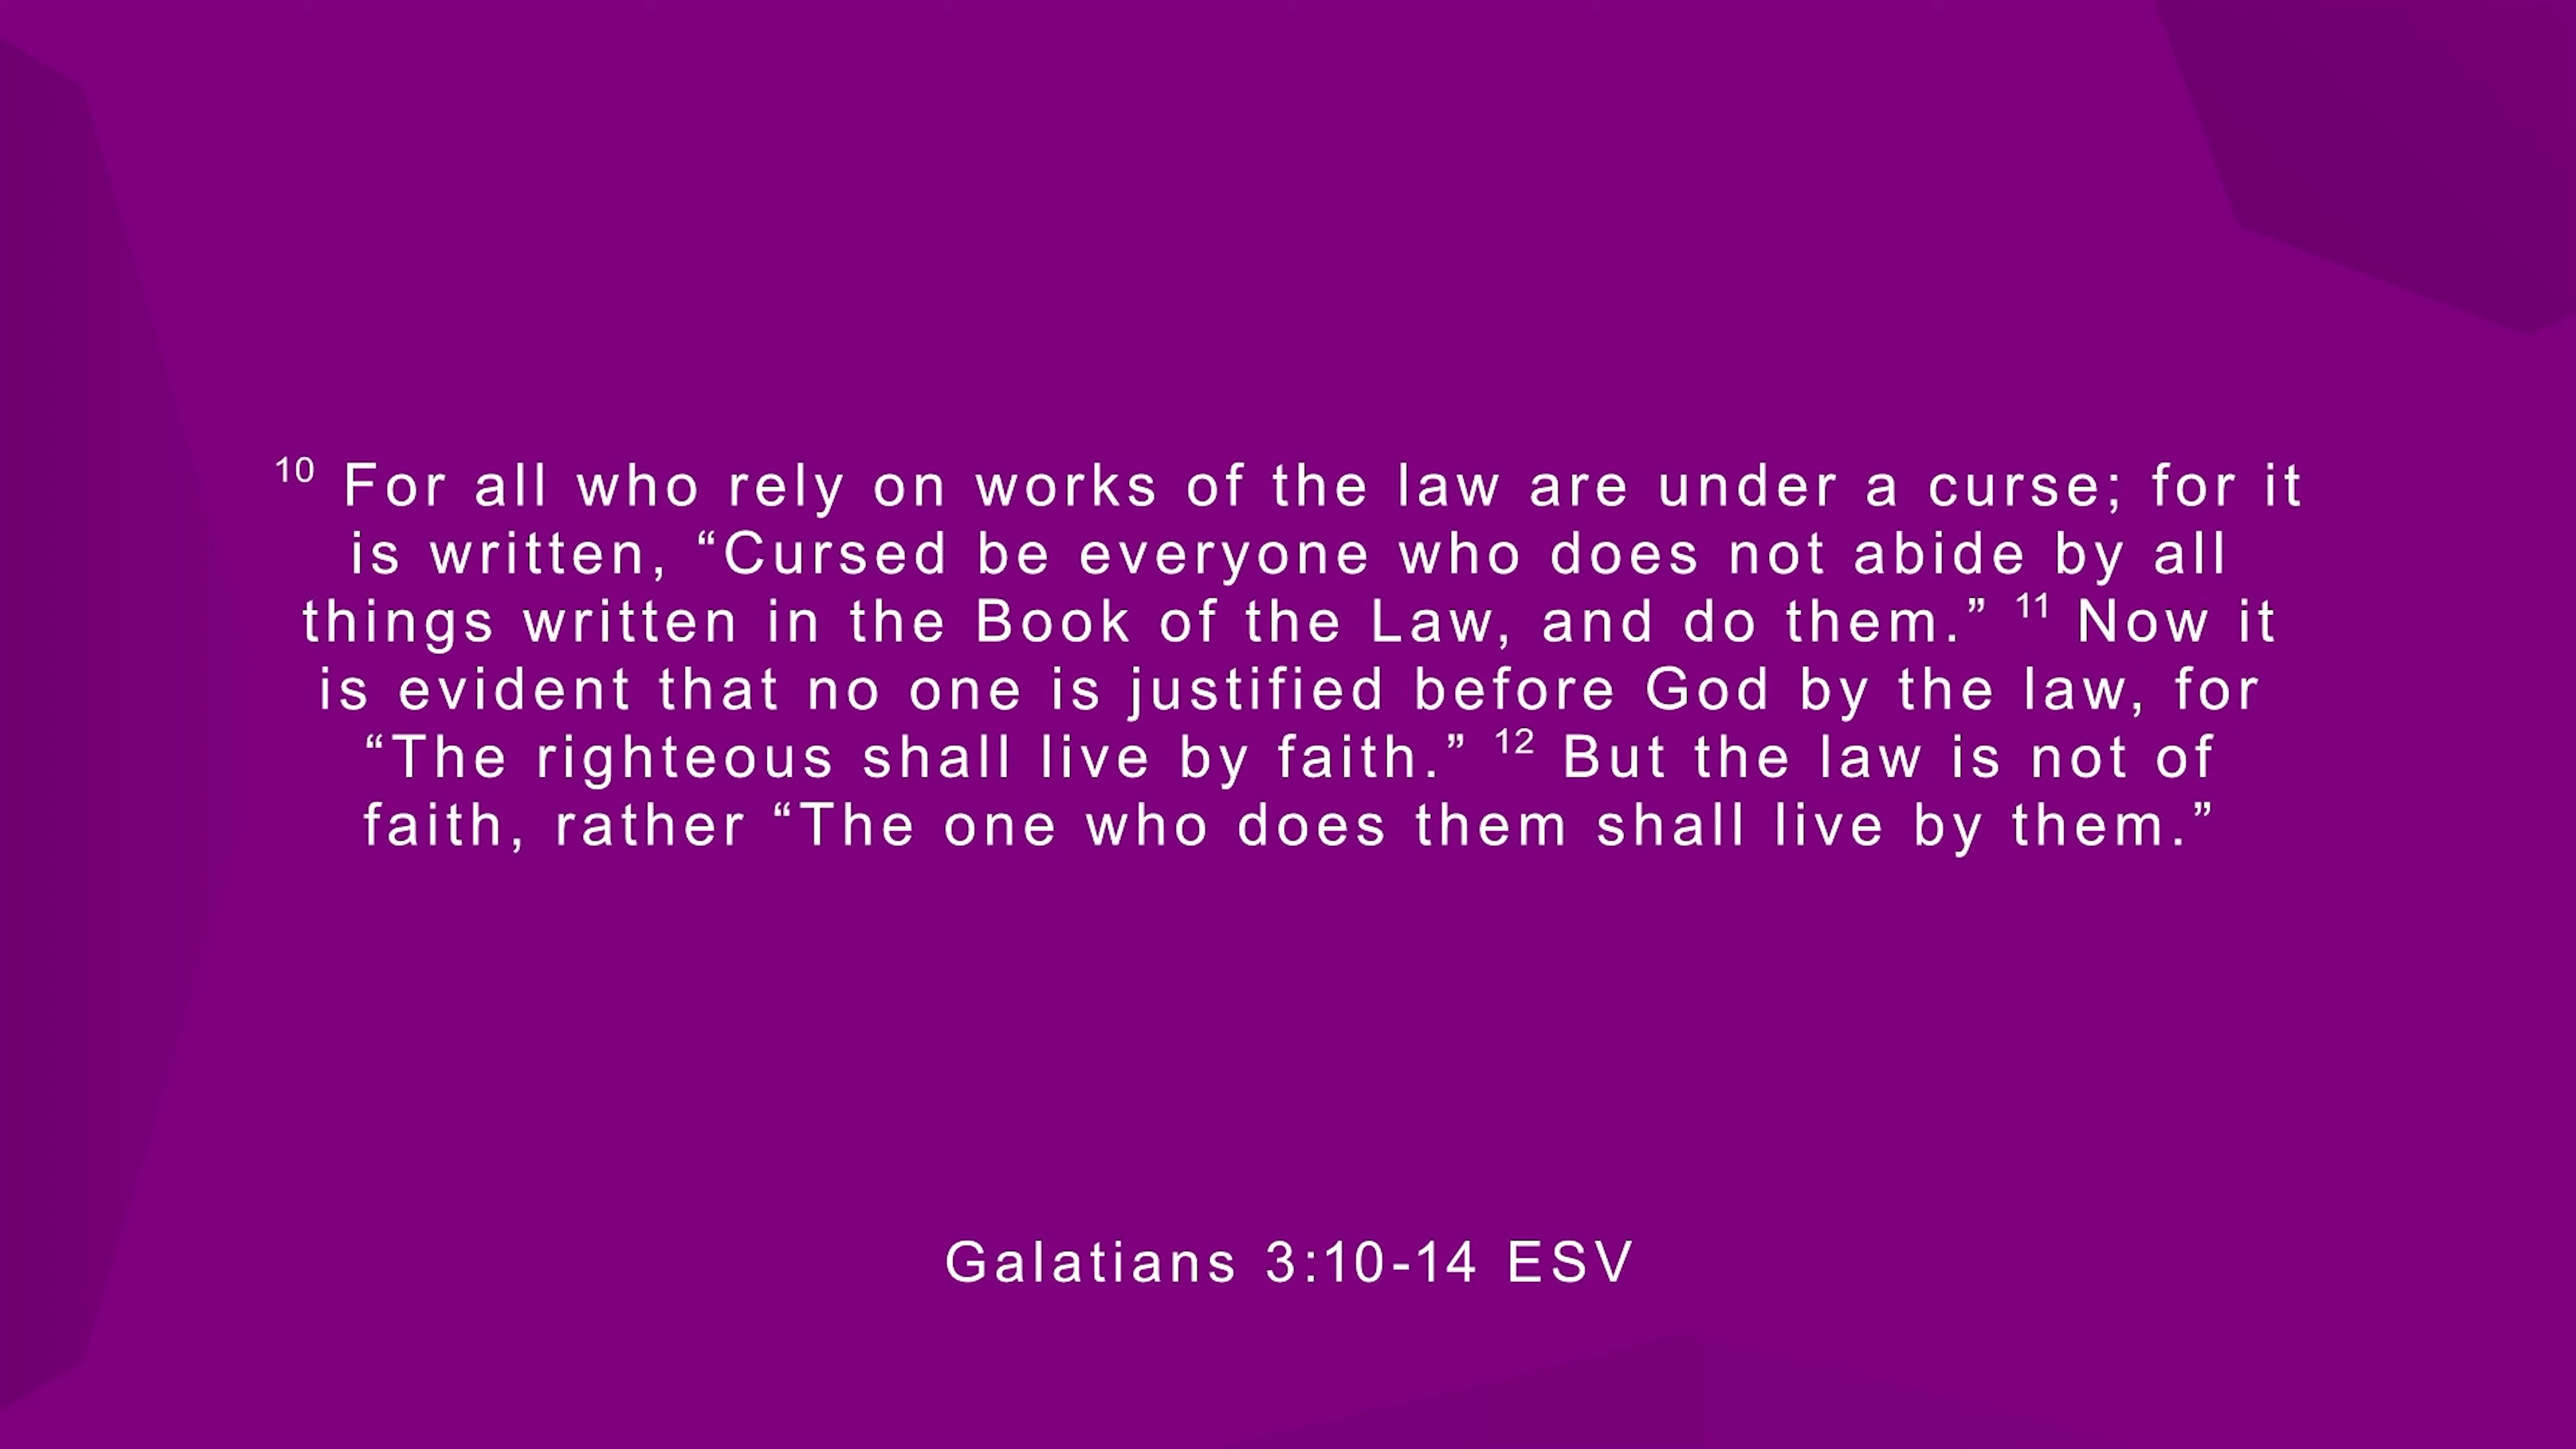 10 For all who rely on works of the law are under a curse; for it
is written, “Cursed be everyone who does not abide by all
things written in the Book of the Law, and do them.” 11 Now it
is evident that no one is justified before God by the law, for
“The righteous shall live by faith.” 12 But the law is not of
faith, rather “The one who does them shall live by them.”
Galatians 3:10-14 ESV